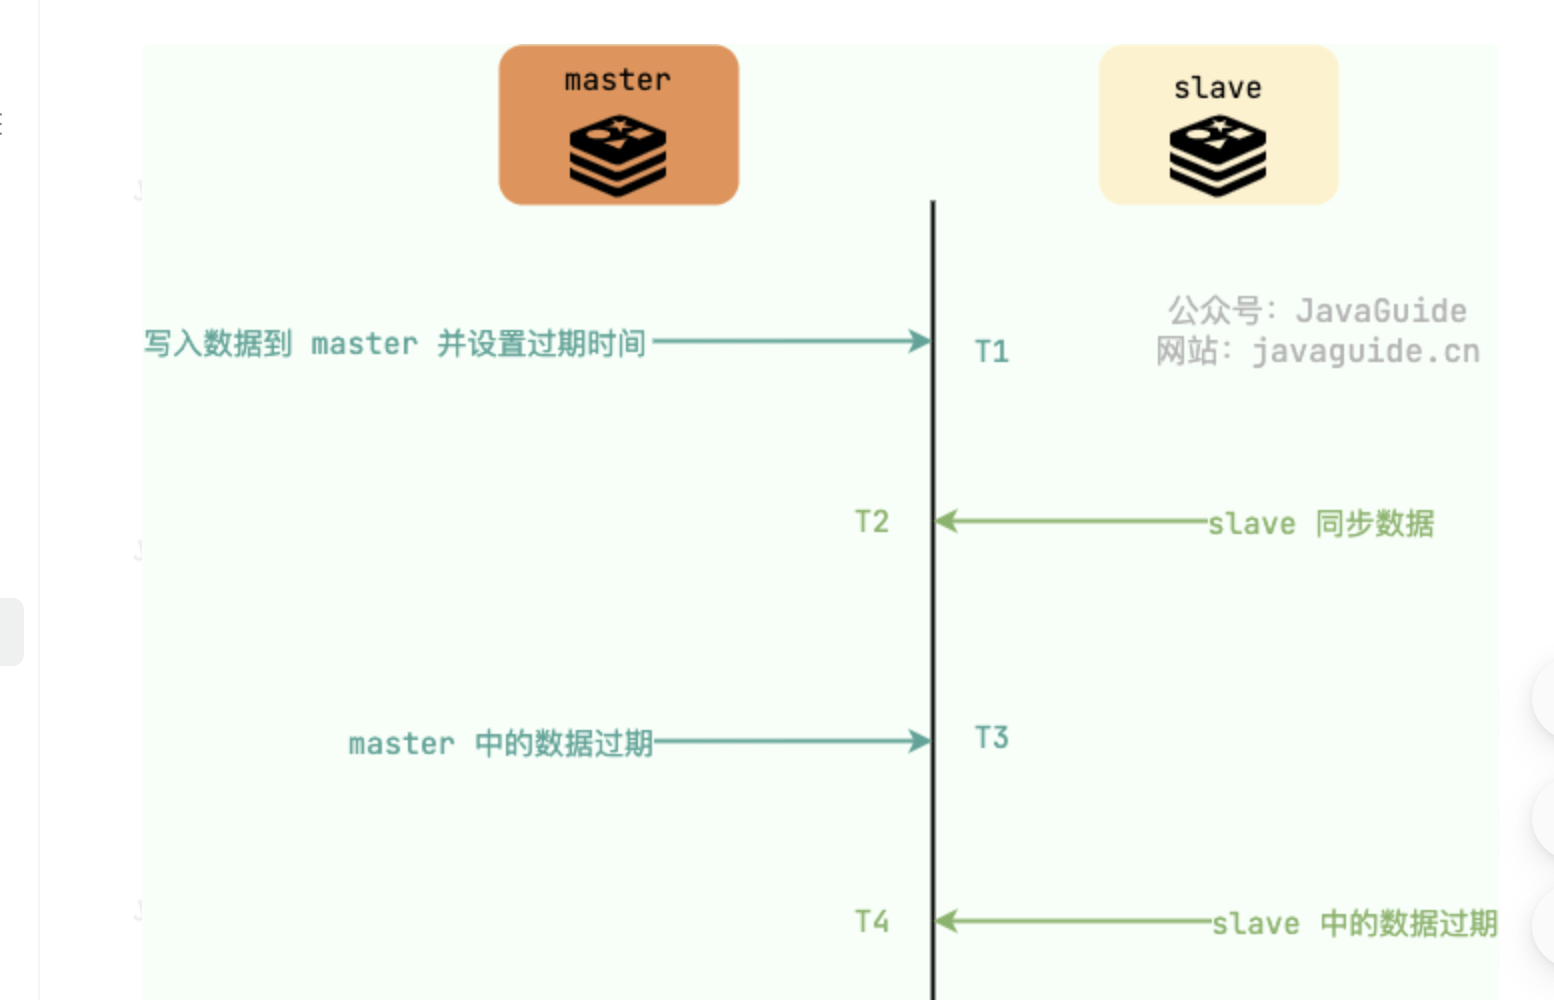 master
slave
公众号：JavaGuide
网站：javaguide.cn
写入数据到 master 并设置过期时间
T1
T2
slave 同步数据
master 中的数据过期
T3
T4
slave 中的数据过期